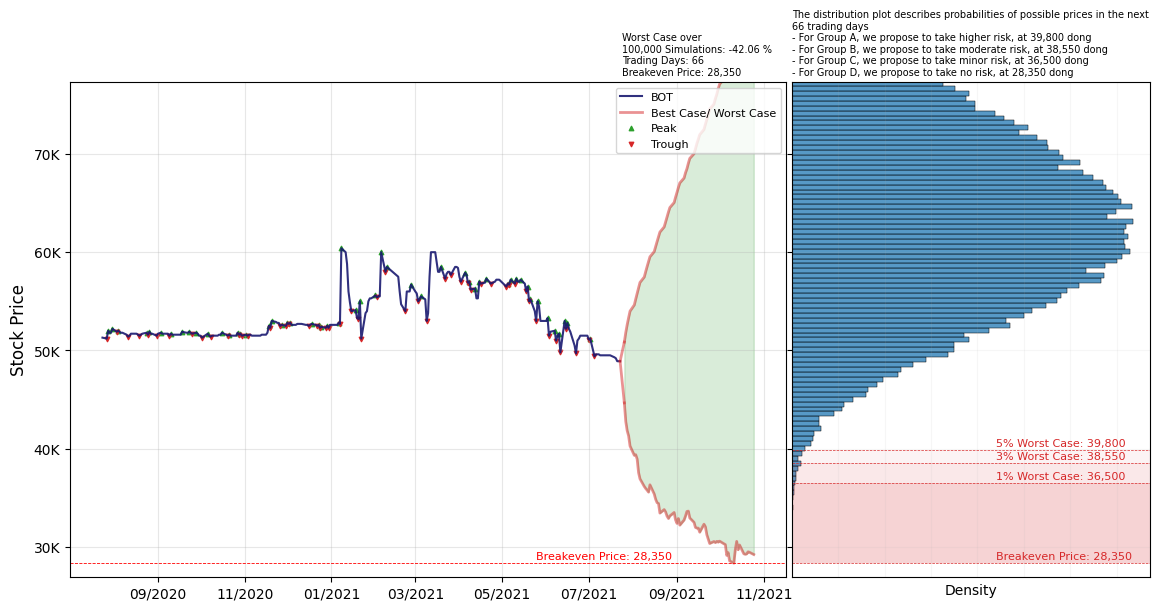 The distribution plot describes probabilities of possible prices in the next
66 trading days
- For Group A, we propose to take higher risk, at 39,800 dong
- For Group B, we propose to take moderate risk, at 38,550 dong
- For Group C, we propose to take minor risk, at 36,500 dong
- For Group D, we propose to take no risk, at 28,350 dong
Worst Case over
100,000 Simulations: -42.06 %
Trading Days: 66
Breakeven Price: 28,350
BOT
Best Case/ Worst Case
Peak
Trough
Stock Price
70K
60K
50K
40K
30K
Breakeven Price: 28,350
09/2020
11/2020
01/2021
03/2021
05/2021
07/2021
09/2021
11/2021
5% Worst Case: 39,800
3% Worst Case: 38,550
1% Worst Case: 36,500
Breakeven Price: 28,350
Density